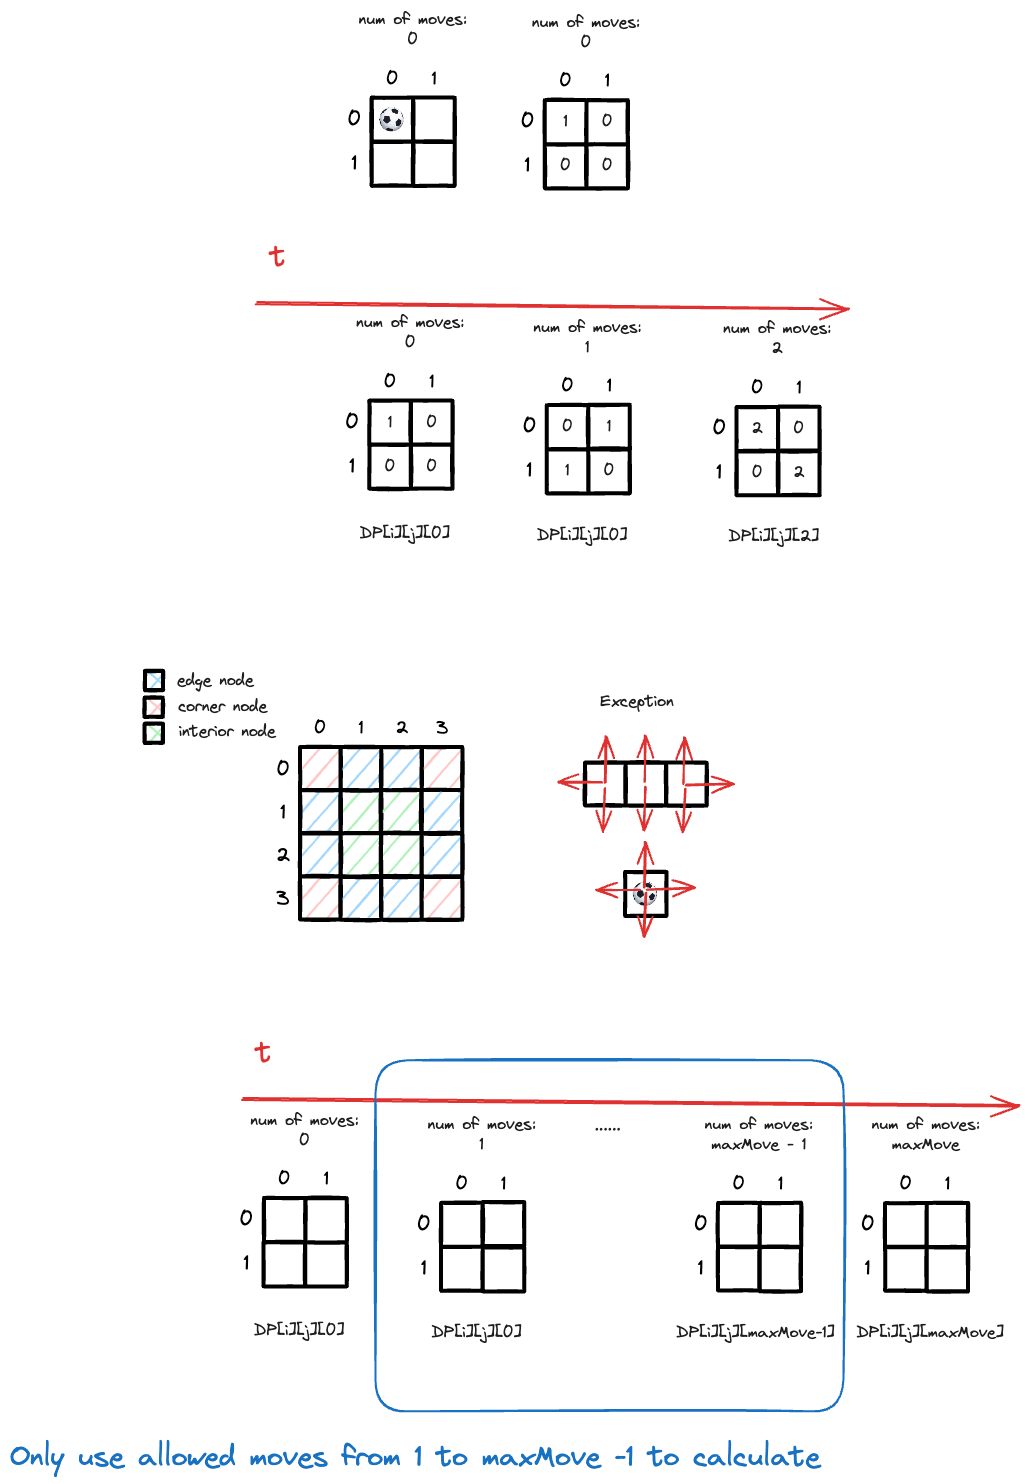 num of moves:
0
num of moves:
0
0 1
0
1
0 1
0 1 0
1 0 0
t
num of moves:
0
num of moves:
1
num of moves:
2
0 1
0 1 0
1 0 0
DP[i][j][0]
0 1
0 0 1
1 1 0
DP[i][j][0]
0 1
0 2 0
1 0 2
DP[i][j][2]
edge node
corner node
interior node
0 1 2 3
0
1
2
3
Exception
t
num of moves:
0
num of moves:
1
......
num of moves:
maxMove - 1
num of moves:
maxMove
0 1
0
1
DP[i][j][0]
0 1
0
1
DP[i][j][0]
0 1
0
1
DP[i][j][maxMove-1]
0 1
0
1
DP[i][j][maxMove]
Only use allowed moves from 1 to maxMove -1 to calculate